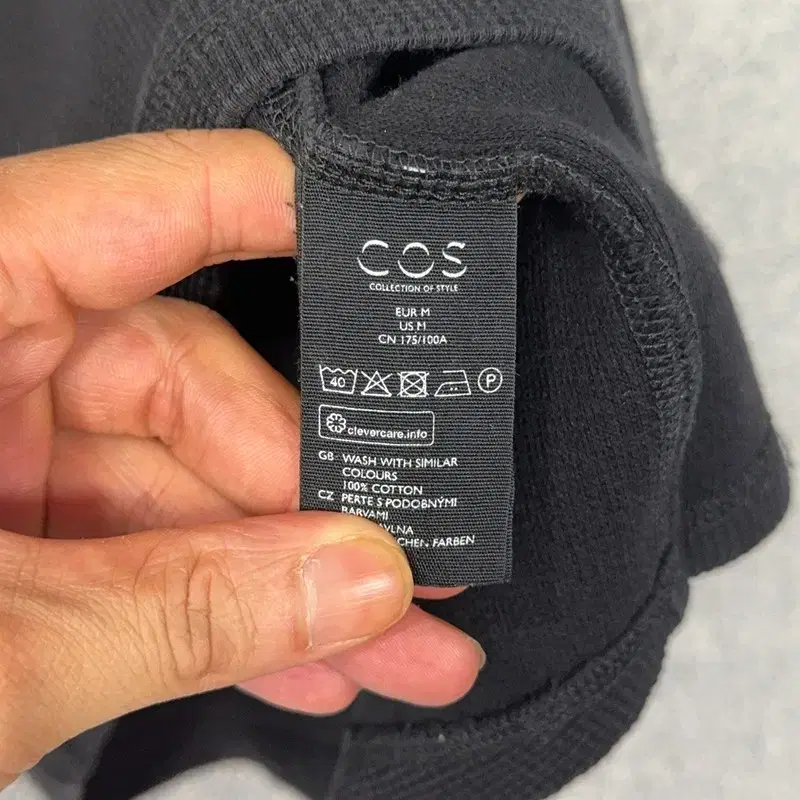 COS
COLLECTION OF STYLE
EUR M
US M
CN 175/100A
40 P
clevercare.info
GB WASH WITH SIMILAR
COLOURS
100% COTTON
CZ PERTE S PODOBNÝMI
BARVAMI
FARBEN